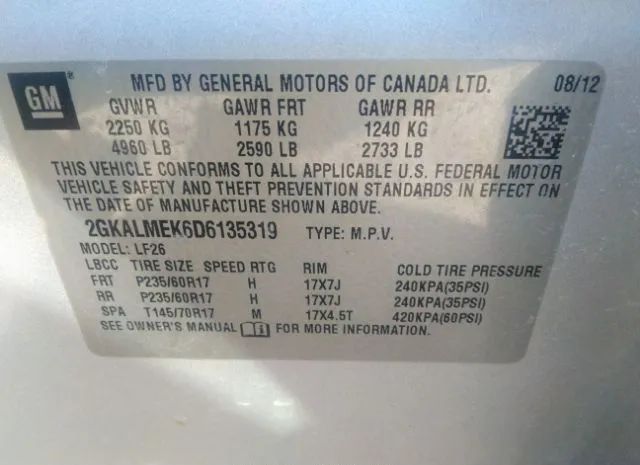 GM ®
MFD BY GENERAL MOTORS OF CANADA LTD. 08/12
GVWR GAWR FRT GAWR RR
2250 KG 1175 KG 1240 KG
4960 LB 2590 LB 2733 LB
THIS VEHICLE CONFORMS TO ALL APPLICABLE U.S. FEDERAL MOTOR
VEHICLE SAFETY AND THEFT PREVENTION STANDARDS IN EFFECT ON
THE DATE OF MANUFACTURE SHOWN ABOVE.
2GKALMEK6D6135319 TYPE: M.P.V.
MODEL: LF26
LBCC TIRE SIZE SPEED RTG RIM COLD TIRE PRESSURE
FRT P235/60R17 H 17X7J 240KPA(35PSI)
RR P235/60R17 H 17X7J 240KPA(35PSI)
SPA T145/70R17 M 17X4.5T 420KPA(60PSI)
SEE OWNER'S MANUAL FOR MORE INFORMATION.